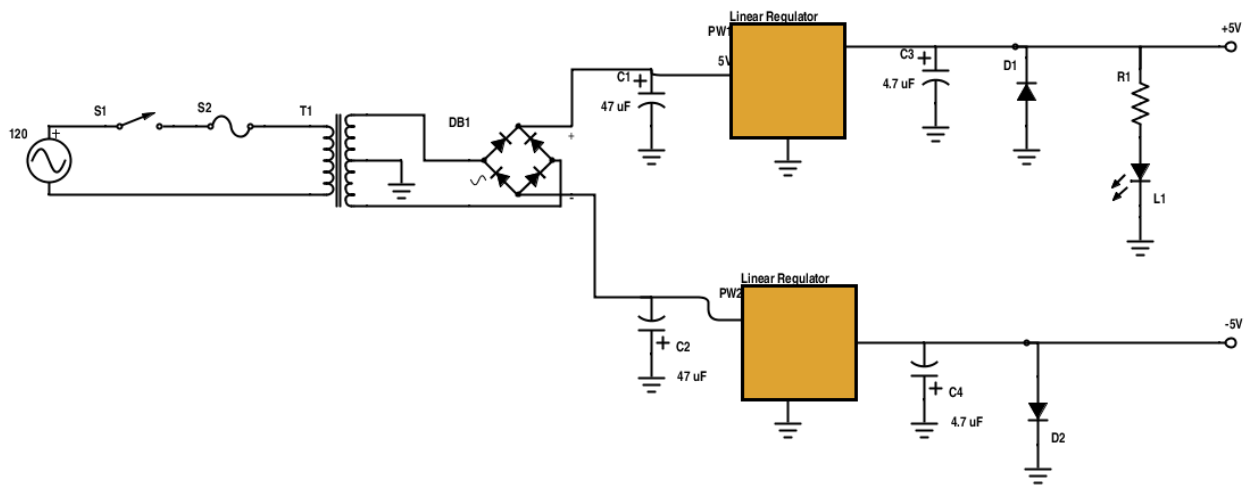 Linear Regulator
PW1
5V
+5V
C1
47 uF
C3
4.7 uF
D1
R1
L1
120
S1
S2
T1
DB1
+
-
Linear Regulator
PW2
-5V
C2
47 uF
C4
4.7 uF
D2